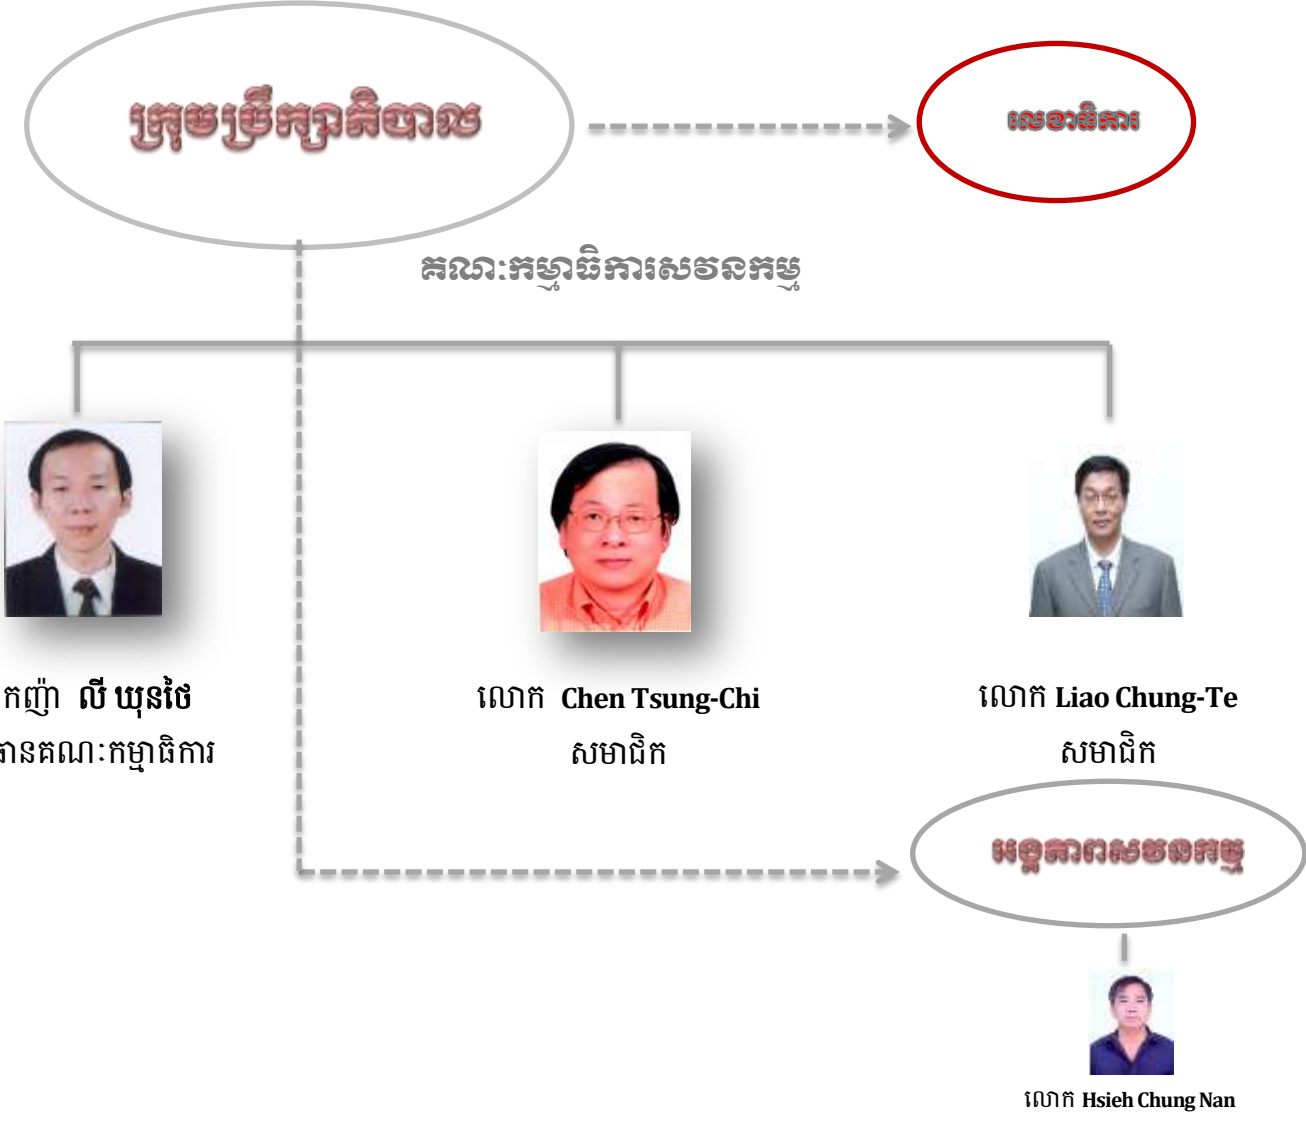 ក្រុមប្រឹក្សាភិបាល
លេខាធិការ
គណៈកម្មាធិការសវនកម្ម
កញ៉ា លី ឃុនថៃ
លោក Chen Tsung-Chi
លោក Liao Chung-Te
ធានគណៈកម្មាធិការ
សមាជិក
សមាជិក
អង្គភាពសវនកម្ម
លោក Hsieh Chung Nan